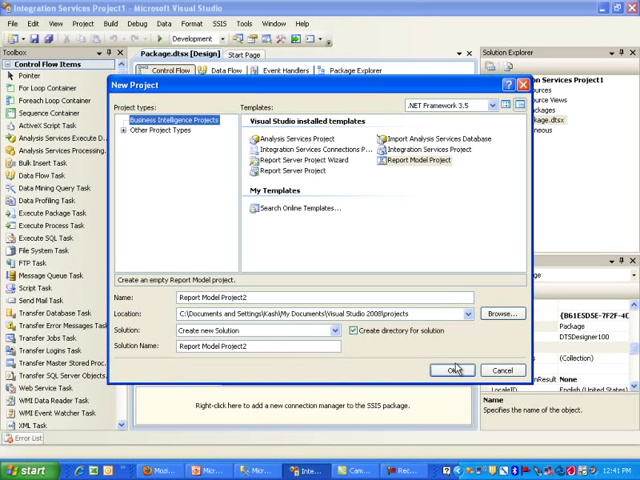 Integration Services Project1 - Microsoft Visual Studio
File Edit View Project Build Debug Data Format SSIS Tools Window Help
Development
Toolbox
Package.dtsx [Design] Start Page
Solution Explorer
Control Flow Items
Control Flow Data Flow Event Handlers Package Explorer
Integration Services Project1
Pointer
For Loop Container
Foreach Loop Container
Sequence Container
ActiveX Script Task
Analysis Services Execute D...
Analysis Services Processing...
Data Flow Task
Data Mining Query Task
Data Profiling Task
Execute Package Task
Execute Process Task
Execute SQL Task
File System Task
FTP Task
Message Queue Task
Script Task
Send Mail Task
Transfer Database Task
Transfer Error Messages Task
Transfer Jobs Task
Transfer Logins Task
Transfer Master Stored Proc...
Transfer SQL Server Objects...
Web Service Task
WMI Data Reader Task
WMI Event Watcher Task
XML Task
New Project
Project types:
Templates:
.NET Framework 3.5
Business Intelligence Projects
Other Project Types
Visual Studio installed templates
Analysis Services Project
Import Analysis Services Database
Integration Services Connections P...
Integration Services Project
Report Server Project Wizard
Report Model Project
Report Server Project
My Templates
Search Online Templates...
Create an empty Report Model project.
Name: Report Model Project2
Location: C:\Documents and Settings\Kash\My Documents\Visual Studio 2008\projects Browse...
Solution: Create new Solution Create directory for solution
Solution Name: Report Model Project2
OK Cancel
Right-click here to add a new connection manager to the SSIS package.
Package
DTSDesigner100
(Collection)
None
English (United States)
Name
Specifies the name of the object.
Error List
start Mozi... Micr... Micr... Inte... Cam... Rec... 12:41 PM